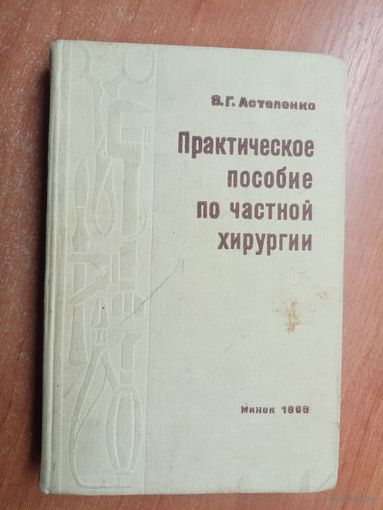 В.Г. Астапенко
Практическое
пособие
по частной
хирургии
Минск 1969